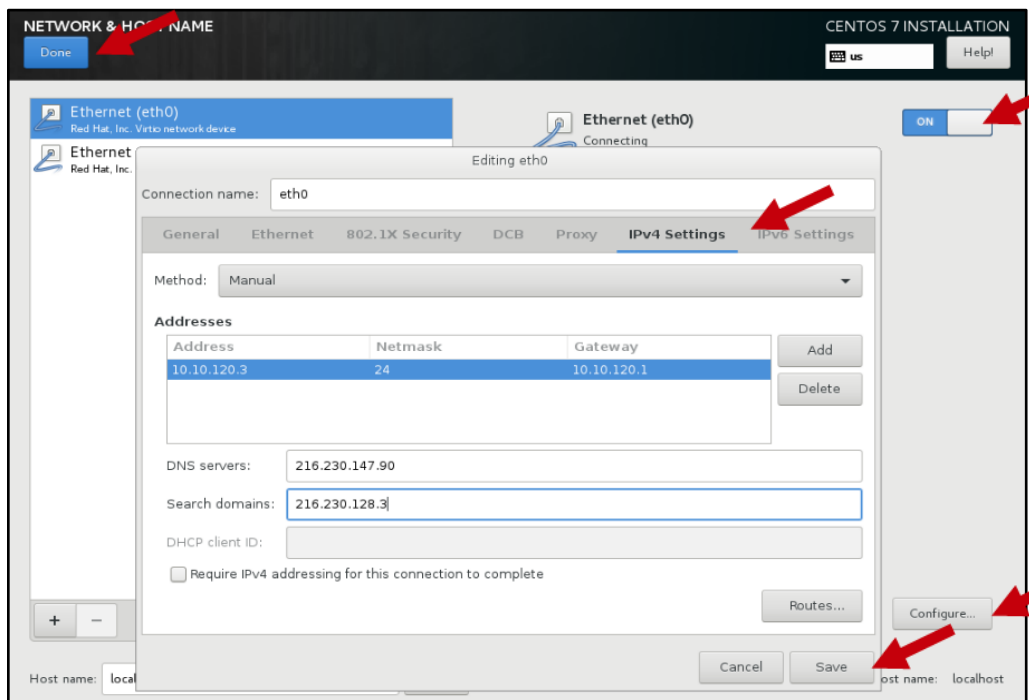 NETWORK & HOST NAME
CENTOS 7 INSTALLATION
Done
us
Help!
Ethernet (eth0)
Red Hat, Inc. Virtio network device
Ethernet
Red Hat, Inc.
Ethernet (eth0)
Connecting
ON
Editing eth0
Connection name: eth0
General Ethernet 802.1X Security DCB Proxy IPv4 Settings IPv6 Settings
Method: Manual
Addresses
Address Netmask Gateway
10.10.120.3 24 10.10.120.1
Add
Delete
DNS servers: 216.230.147.90
Search domains: 216.230.128.3
DHCP client ID:
Require IPv4 addressing for this connection to complete
Routes...
+ −
Configure...
Cancel Save
Host name: local
ost name: localhost